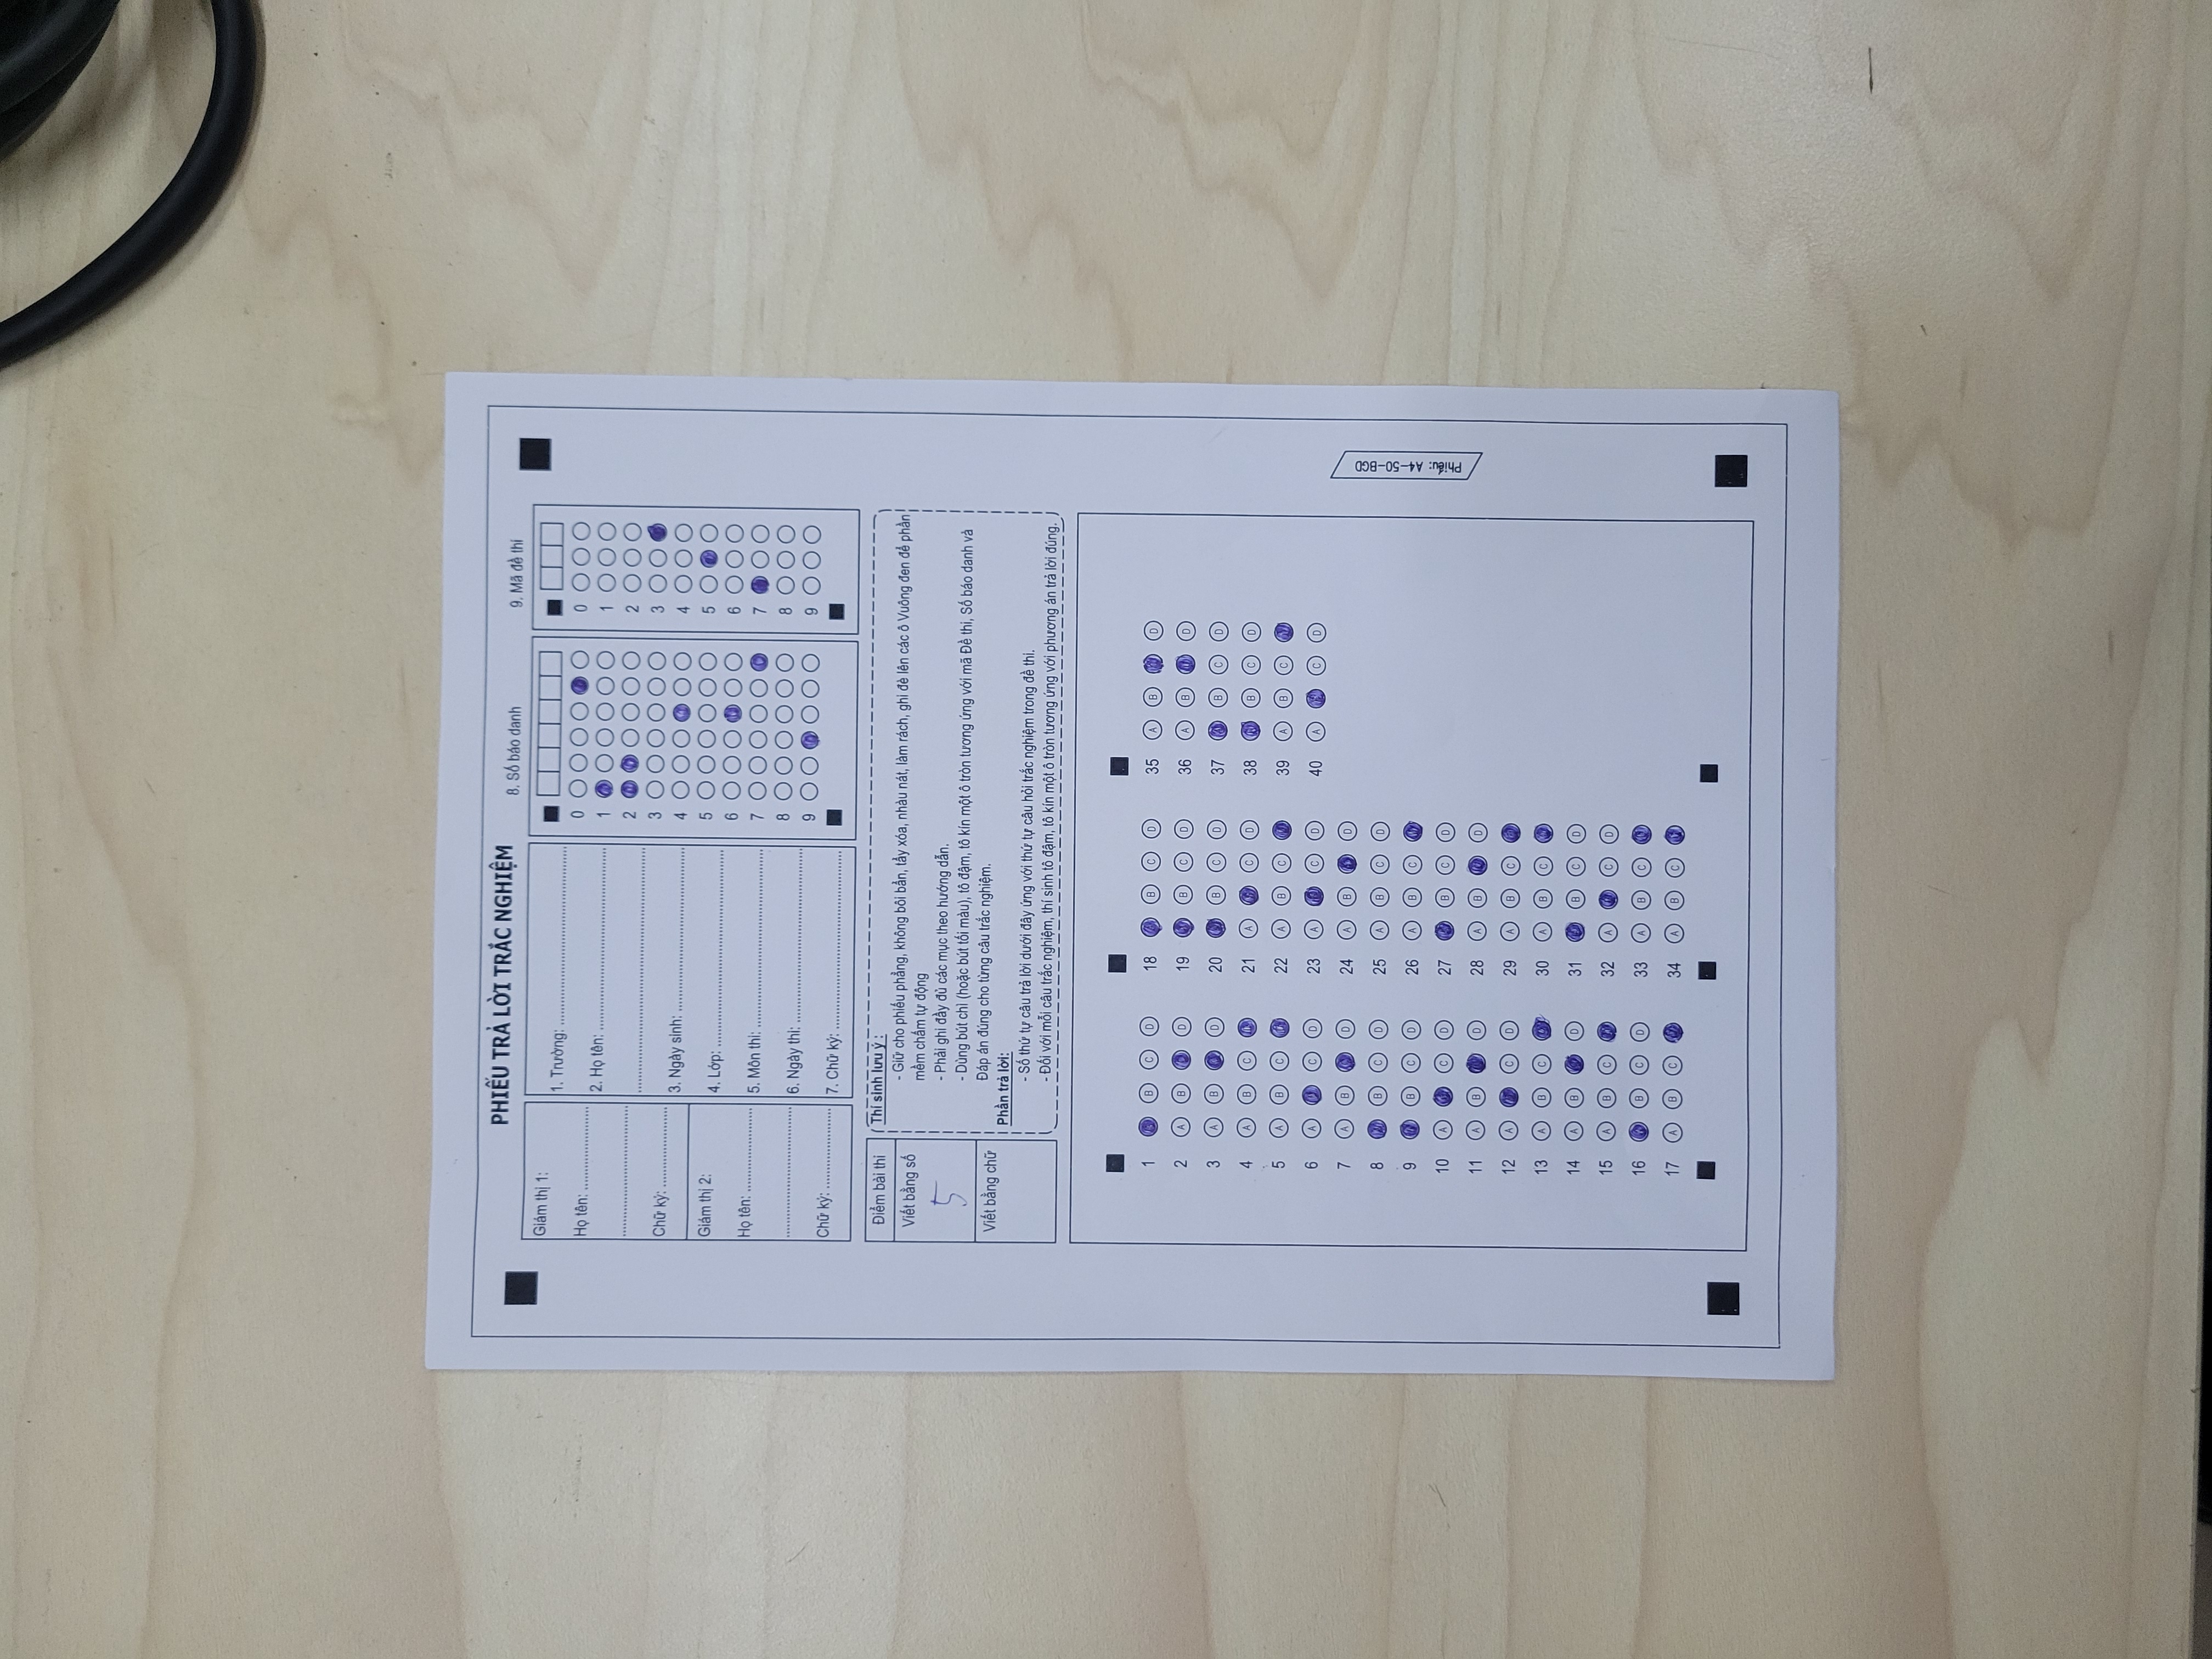 PHIẾU TRẢ LỜI TRẮC NGHIỆM
Giám thị 1:
Họ tên:
Chữ ký:
Giám thị 2:
Họ tên:
Chữ ký:
1. Trường:
2. Họ tên:
3. Ngày sinh:
4. Lớp:
5. Môn thi:
6. Ngày thi:
7. Chữ ký:
8. Số báo danh
0
1
2
3
4
5
6
7
8
9
9. Mã đề thi
0
1
2
3
4
5
6
7
8
9
Điểm bài thi
Viết bằng số
5
Viết bằng chữ
Thí sinh lưu ý :
- Giữ cho phiếu phẳng, không bôi bẩn, tẩy xóa, nhàu nát, làm rách, ghi đè lên các ô Vuông đen để phần
mềm chấm tự động
- Phải ghi đầy đủ các mục theo hướng dẫn.
- Dùng bút chì (hoặc bút tối màu), tô đậm, tô kín một ô tròn tương ứng với mã Đề thi, Số báo danh và
Đáp án đúng cho từng câu trắc nghiệm.
Phần trả lời:
- Số thứ tự câu trả lời dưới đây ứng với thứ tự câu hỏi trắc nghiệm trong đề thi.
- Đối với mỗi câu trắc nghiệm, thí sinh tô đậm, tô kín một ô tròn tương ứng với phương án trả lời đúng.
1 B C D
2 A B D
3 A B D
4 A B C
5 A B C
6 A C D
7 A B D
8 B C D
9 B C D
10 A C D
11 A B D
12 A C D
13 A B C
14 A B D
15 A B C
16 B C D
17 A B C
18 B C D
19 B C D
20 B C D
21 A C D
22 A B C
23 A C D
24 A B D
25 A B C D
26 A B C
27 B C D
28 A B D
29 A B C
30 A B C
31 B C D
32 A C D
33 A B C
34 A B C
35 A B D
36 A B D
37 B C D
38 B C D
39 A B C
40 A C D
Phiếu: A4-50-BGD